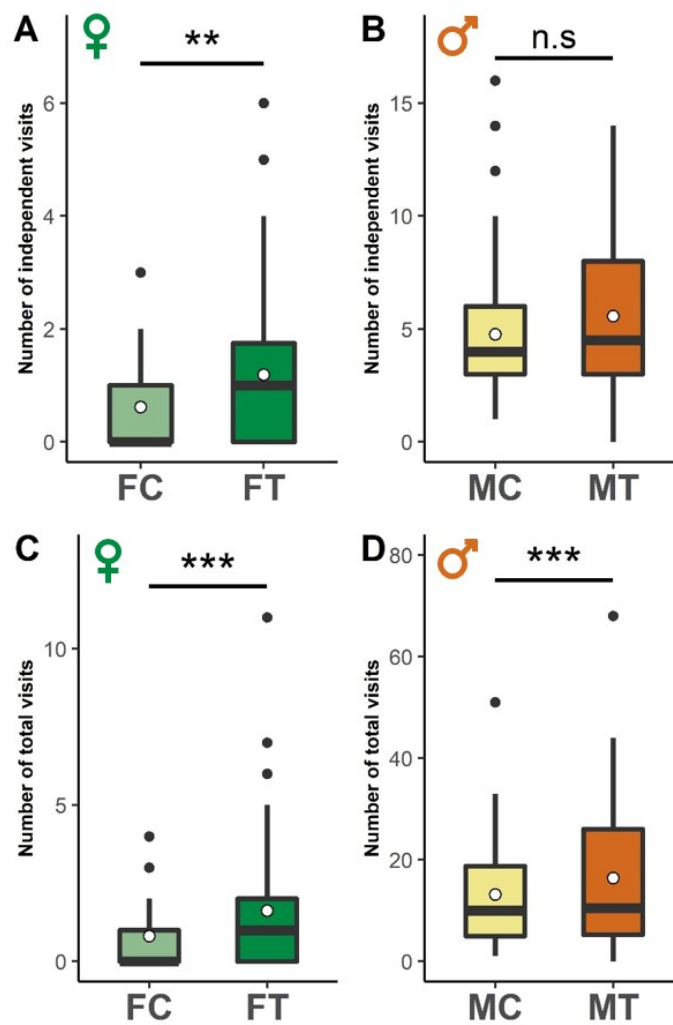 A
**
Number of independent visits
6
4
2
0
FC FT
B
n.s
Number of independent visits
15
10
5
0
MC MT
C
***
Number of total visits
10
5
0
FC FT
D
***
Number of total visits
80
60
40
20
0
MC MT